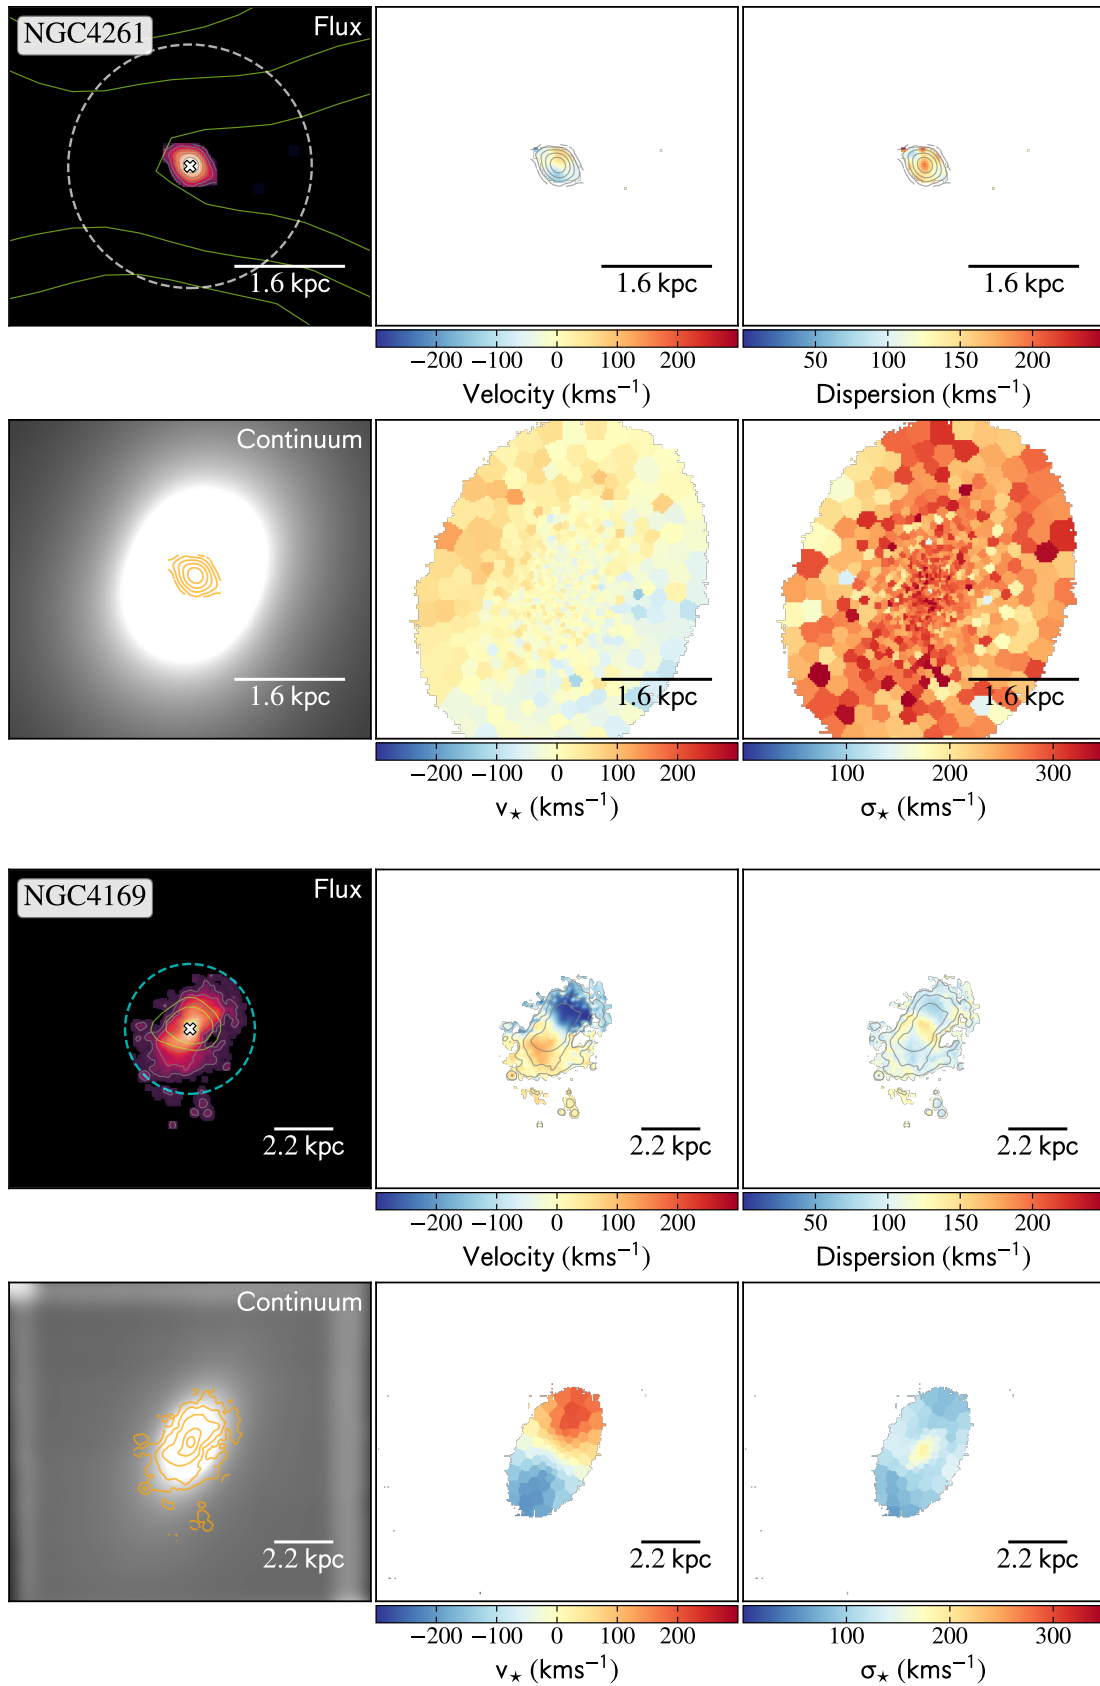 NGC4261 Flux
1.6 kpc 1.6 kpc 1.6 kpc
−200 −100 0 100 200 50 100 150 200
Velocity (kms⁻¹) Dispersion (kms⁻¹)
Continuum
1.6 kpc 1.6 kpc 1.6 kpc
−200 −100 0 100 200 100 200 300
v⋆ (kms⁻¹) σ⋆ (kms⁻¹)
NGC4169 Flux
2.2 kpc 2.2 kpc 2.2 kpc
−200 −100 0 100 200 50 100 150 200
Velocity (kms⁻¹) Dispersion (kms⁻¹)
Continuum
2.2 kpc 2.2 kpc 2.2 kpc
−200 −100 0 100 200 100 200 300
v⋆ (kms⁻¹) σ⋆ (kms⁻¹)